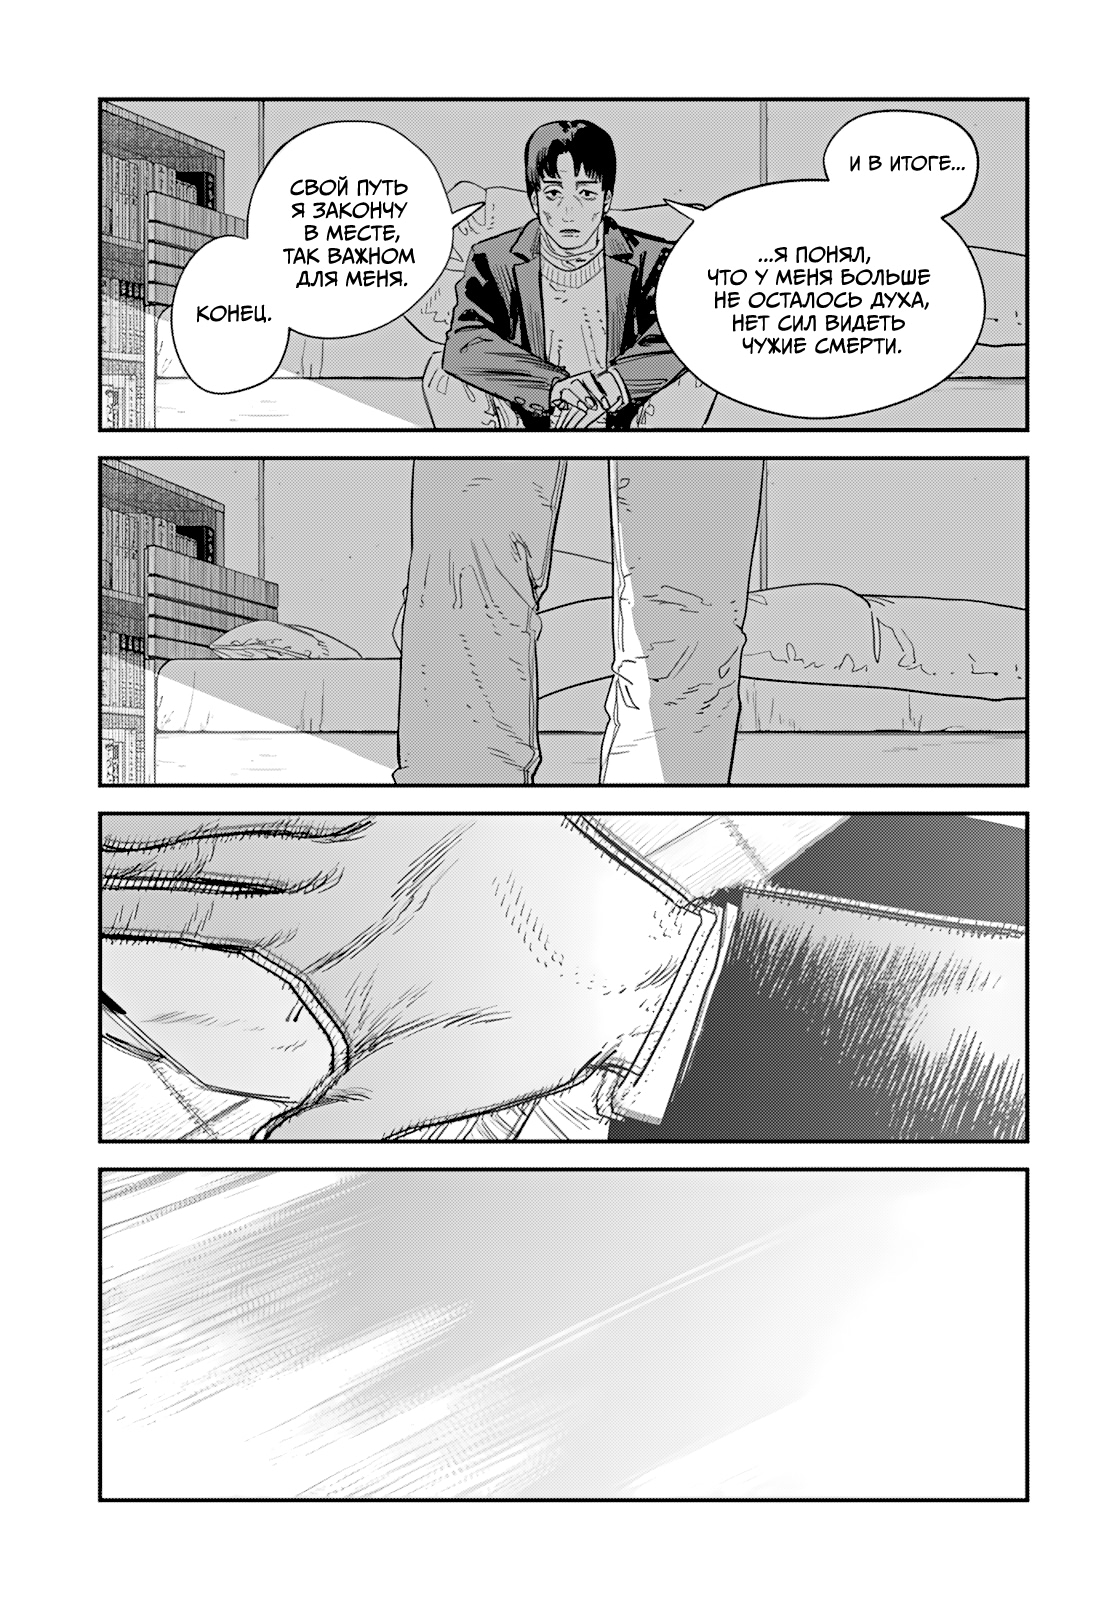 И В ИТОГЕ...
...Я ПОНЯЛ,
ЧТО У МЕНЯ БОЛЬШЕ
НЕ ОСТАЛОСЬ ДУХА,
НЕТ СИЛ ВИДЕТЬ
ЧУЖИЕ СМЕРТИ.
СВОЙ ПУТЬ
Я ЗАКОНЧУ
В МЕСТЕ,
ТАК ВАЖНОМ
ДЛЯ МЕНЯ.
КОНЕЦ.